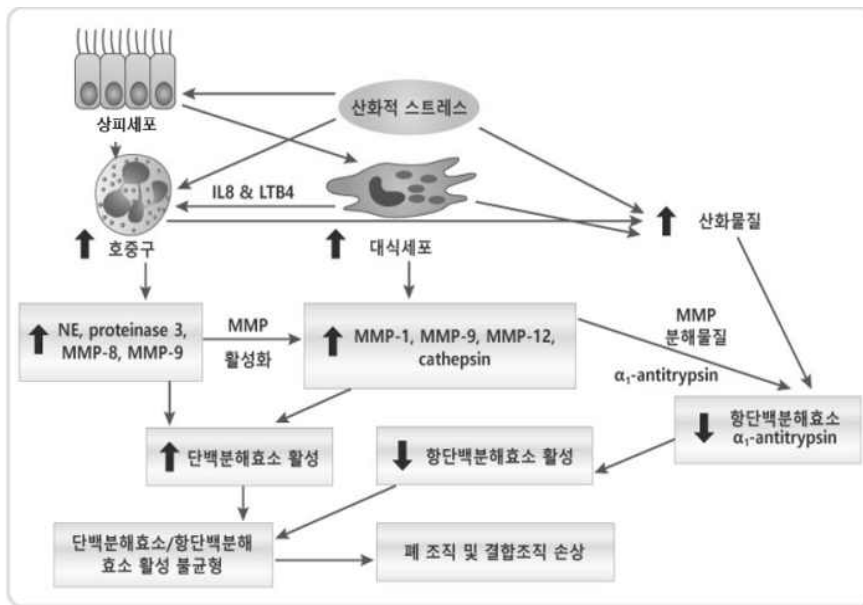 상피세포
산화적 스트레스
IL8 & LTB4
호중구
대식세포
산화물질
NE, proteinase 3,
MMP-8, MMP-9
MMP
활성화
MMP-1, MMP-9, MMP-12,
cathepsin
MMP
분해물질
α₁-antitrypsin
항단백분해효소
α₁-antitrypsin
단백분해효소 활성
항단백분해효소 활성
단백분해효소/항단백분해
효소 활성 불균형
폐 조직 및 결합조직 손상